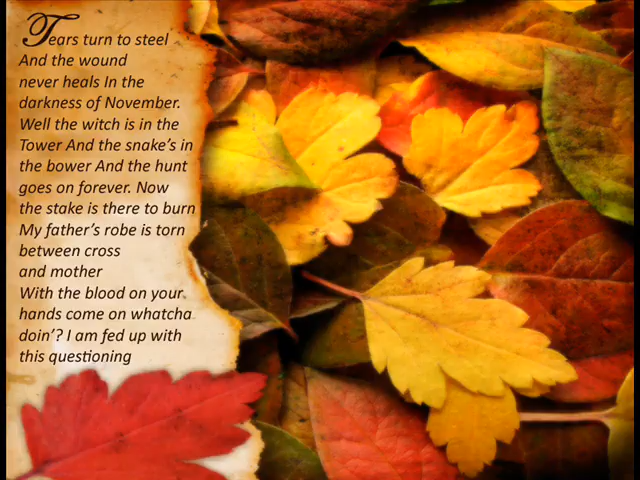 Tears turn to steel
And the wound
never heals In the
darkness of November.
Well the witch is in the
Tower And the snake's in
the bower And the hunt
goes on forever. Now
the stake is there to burn
My father's robe is torn
between cross
and mother
With the blood on your
hands come on whatcha
doin'? I am fed up with
this questioning